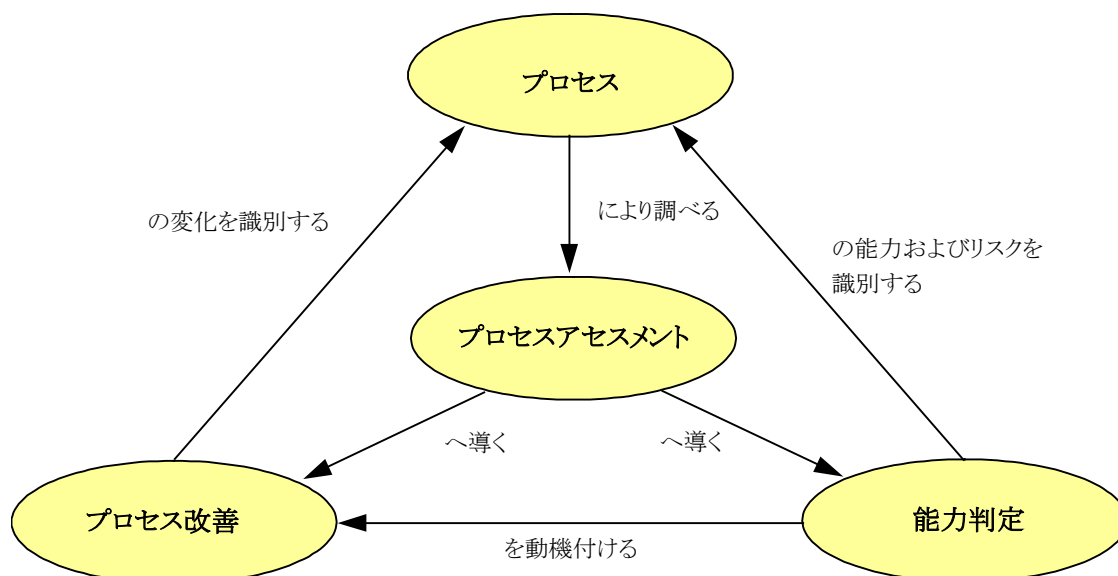 プロセス
の変化を識別する
により調べる
の能力およびリスクを
識別する
プロセスアセスメント
へ導く
へ導く
プロセス改善
能力判定
を動機付ける